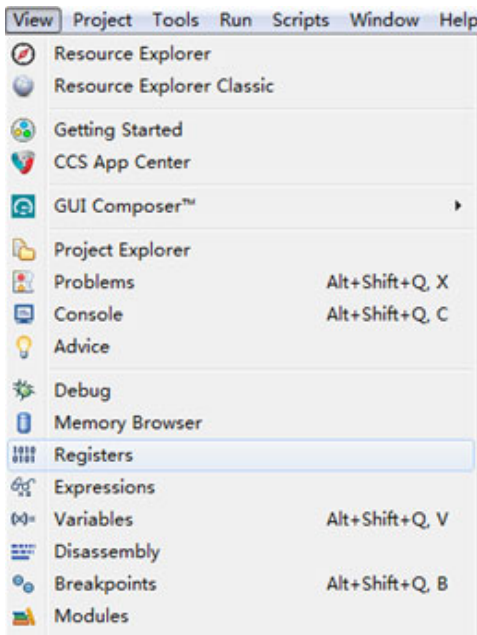 View Project Tools Run Scripts Window Help
Resource Explorer
Resource Explorer Classic
Getting Started
CCS App Center
GUI Composer™
Project Explorer
Problems Alt+Shift+Q, X
Console Alt+Shift+Q, C
Advice
Debug
Memory Browser
Registers
Expressions
Variables Alt+Shift+Q, V
Disassembly
Breakpoints Alt+Shift+Q, B
Modules